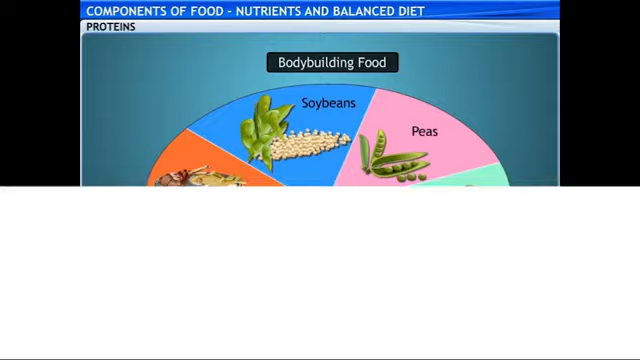 COMPONENTS OF FOOD - NUTRIENTS AND BALANCED DIET
PROTEINS
Bodybuilding Food
Soybeans
Peas